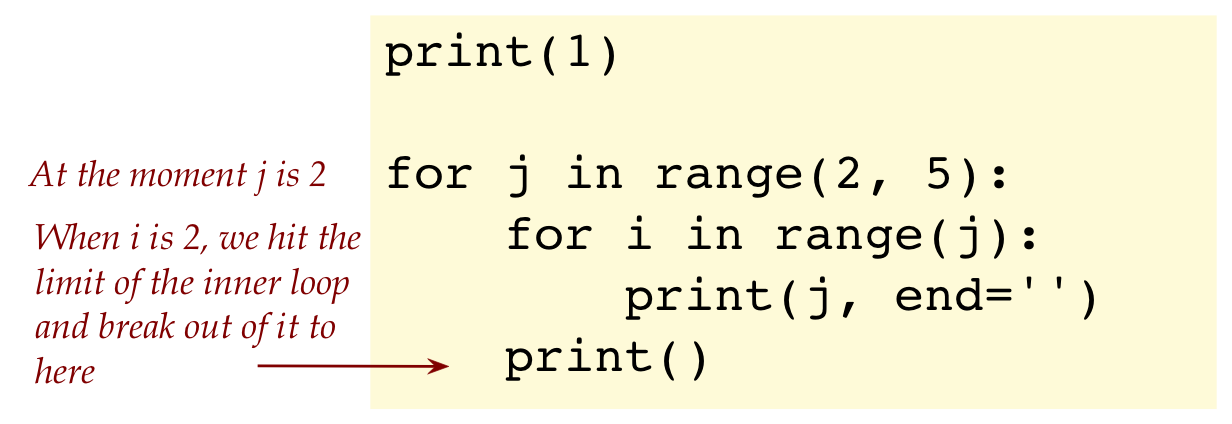 print(1)
At the moment j is 2
for j in range(2, 5):
When i is 2, we hit the
limit of the inner loop
and break out of it to
here
    for i in range(j):
        print(j, end='')
    print()